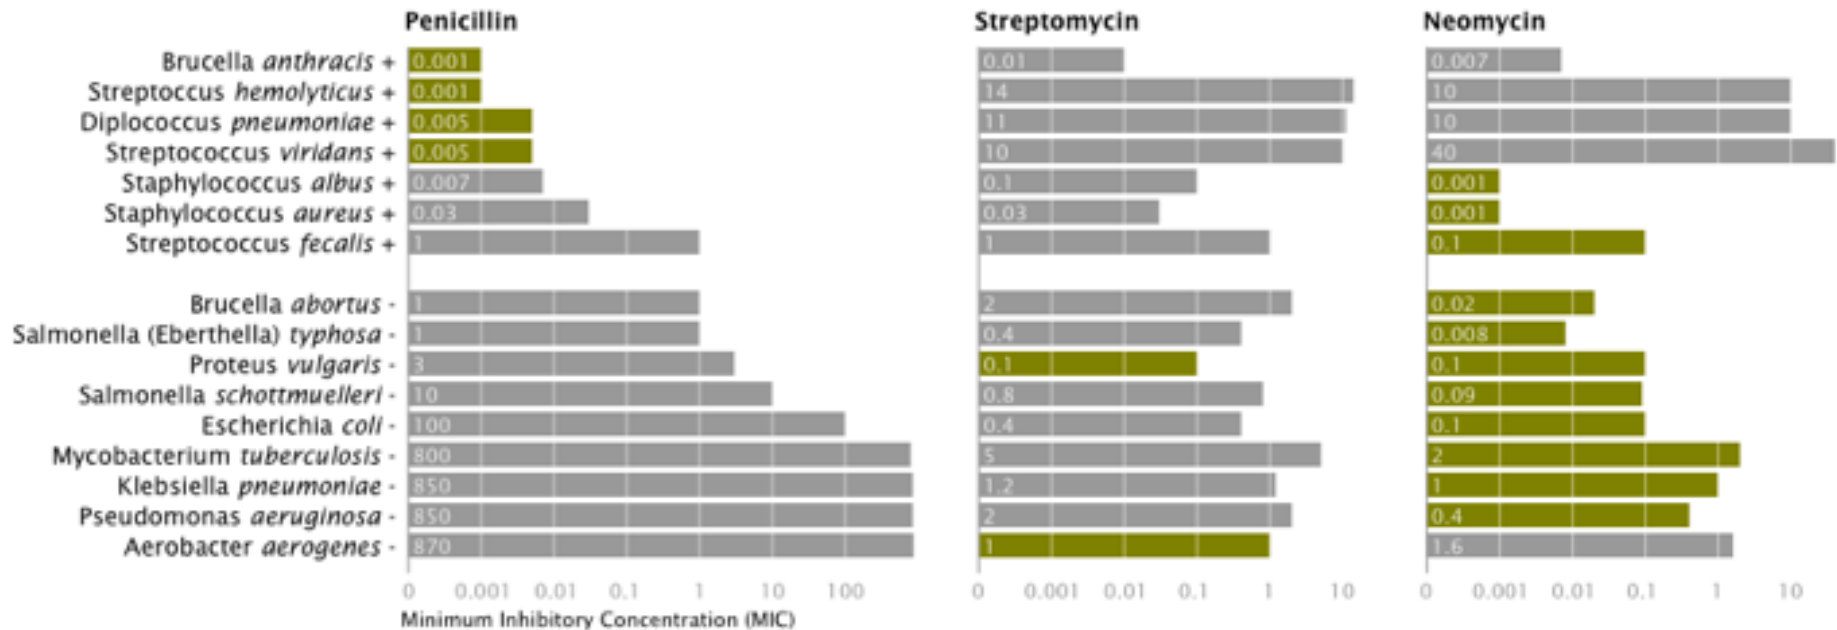 Penicillin Streptomycin Neomycin
Brucella anthracis + 0.001 0.01 0.007
Streptoccus hemolyticus + 0.001 14 10
Diplococcus pneumoniae + 0.005 11 10
Streptococcus viridans + 0.005 10 40
Staphylococcus albus + 0.007 0.1 0.001
Staphylococcus aureus + 0.03 0.03 0.001
Streptococcus fecalis + 1 1 0.1
Brucella abortus - 1 2 0.02
Salmonella (Eberthella) typhosa - 1 0.4 0.008
Proteus vulgaris - 3 0.1 0.1
Salmonella schottmuelleri - 10 0.8 0.09
Escherichia coli - 100 0.4 0.1
Mycobacterium tuberculosis - 800 5 2
Klebsiella pneumoniae - 850 1.2 1
Pseudomonas aeruginosa - 850 2 0.4
Aerobacter aerogenes - 870 1 1.6
0 0.001 0.01 0.1 1 10 100 0 0.001 0.01 0.1 1 10 0 0.001 0.01 0.1 1 10
Minimum Inhibitory Concentration (MIC)